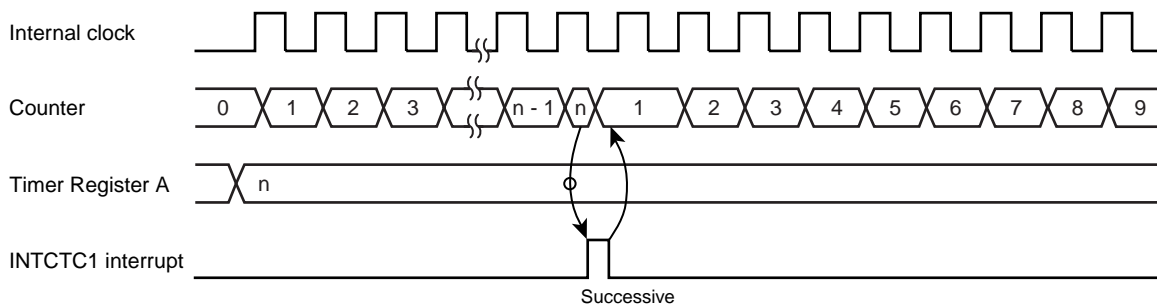 Internal clock
Counter 0 1 2 3 n - 1 n 1 2 3 4 5 6 7 8 9
Timer Register A n
INTCTC1 interrupt
Successive